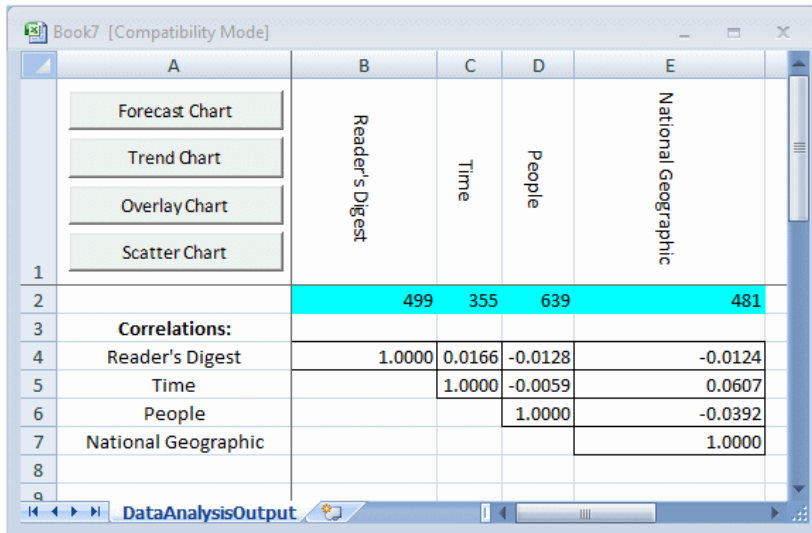 Book7 [Compatibility Mode]
A B C D E
Forecast Chart
Trend Chart
Overlay Chart
Scatter Chart
Reader's Digest
Time
People
National Geographic
1
2 499 355 639 481
3 Correlations:
4 Reader's Digest 1.0000 0.0166 -0.0128 -0.0124
5 Time 1.0000 -0.0059 0.0607
6 People 1.0000 -0.0392
7 National Geographic 1.0000
8
9
DataAnalysisOutput